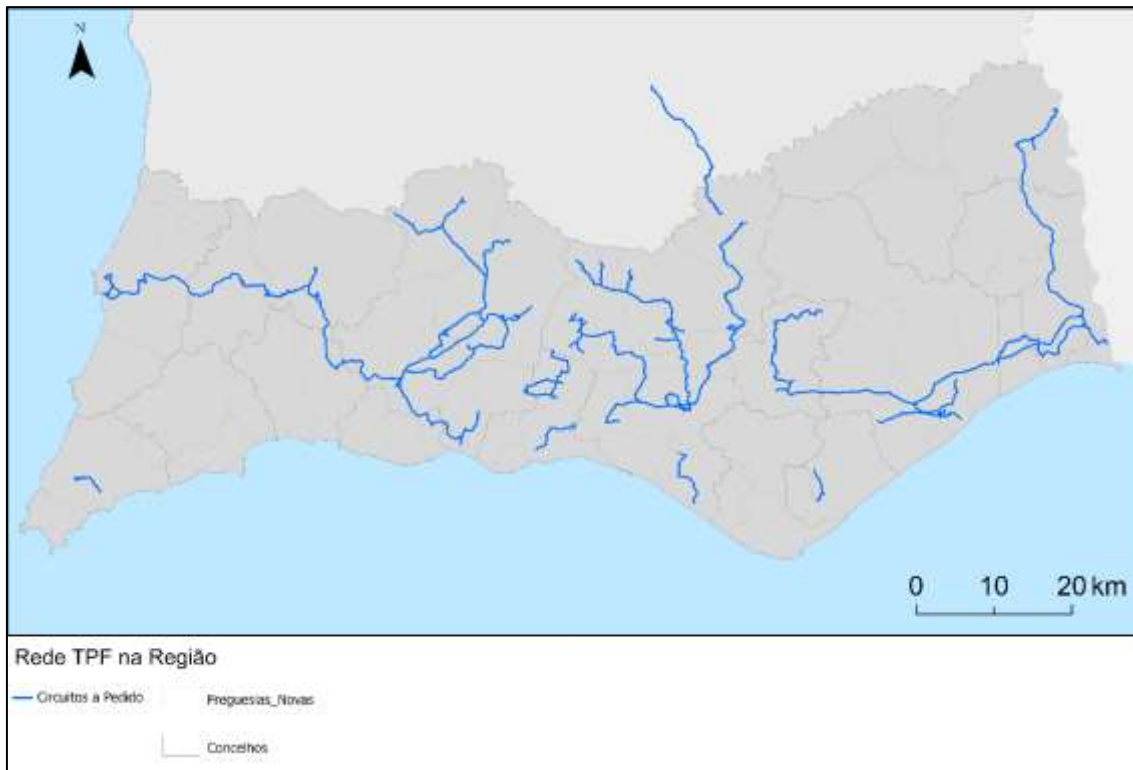 N
0 10 20 km
Rede TPF na Região
Circuitos a Pedido
Freguesias_Novas
Concelhos